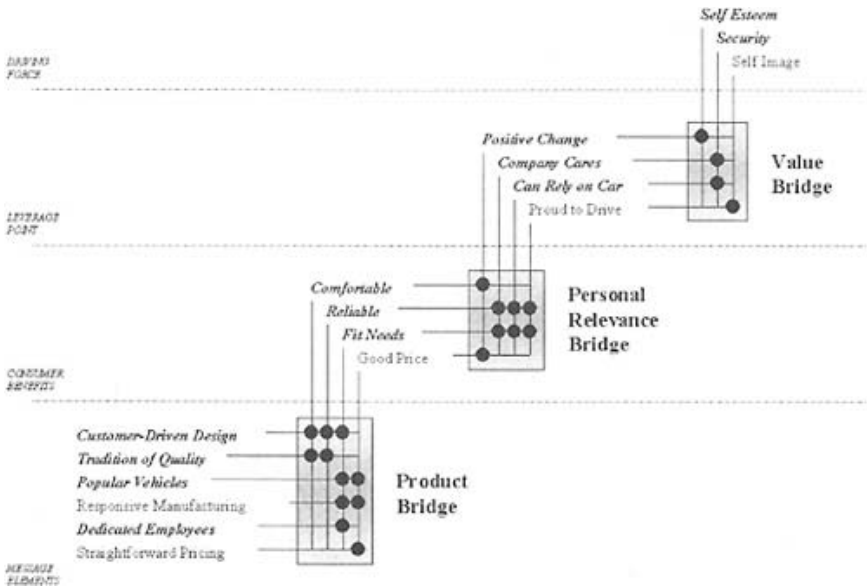 Self Esteem
Security
Self Image
DRIVING
FORCE
Positive Change
Company Cares
Can Rely on Car
Proud to Drive
Value
Bridge
LEVERAGE
POINT
Comfortable
Reliable
Fit Needs
Good Price
Personal
Relevance
Bridge
CONSUMER
BENEFITS
Customer-Driven Design
Tradition of Quality
Popular Vehicles
Responsive Manufacturing
Dedicated Employees
Straightforward Pricing
Product
Bridge
MESSAGE
ELEMENTS